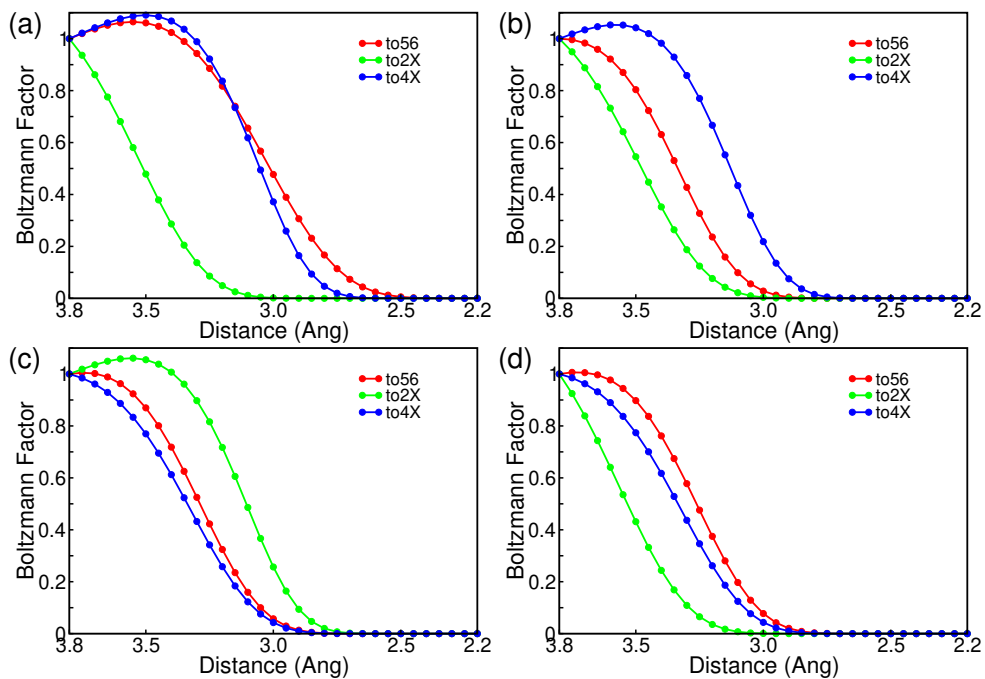 (a)
to56
to2X
to4X
Boltzmann Factor
1
0.8
0.6
0.4
0.2
0
3.8
3.5
3.0
2.5
2.2
Distance (Ang)
(b)
to56
to2X
to4X
Boltzmann Factor
1
0.8
0.6
0.4
0.2
0
3.8
3.5
3.0
2.5
2.2
Distance (Ang)
(c)
to56
to2X
to4X
Boltzmann Factor
1
0.8
0.6
0.4
0.2
0
3.8
3.5
3.0
2.5
2.2
Distance (Ang)
(d)
to56
to2X
to4X
Boltzmann Factor
1
0.8
0.6
0.4
0.2
0
3.8
3.5
3.0
2.5
2.2
Distance (Ang)